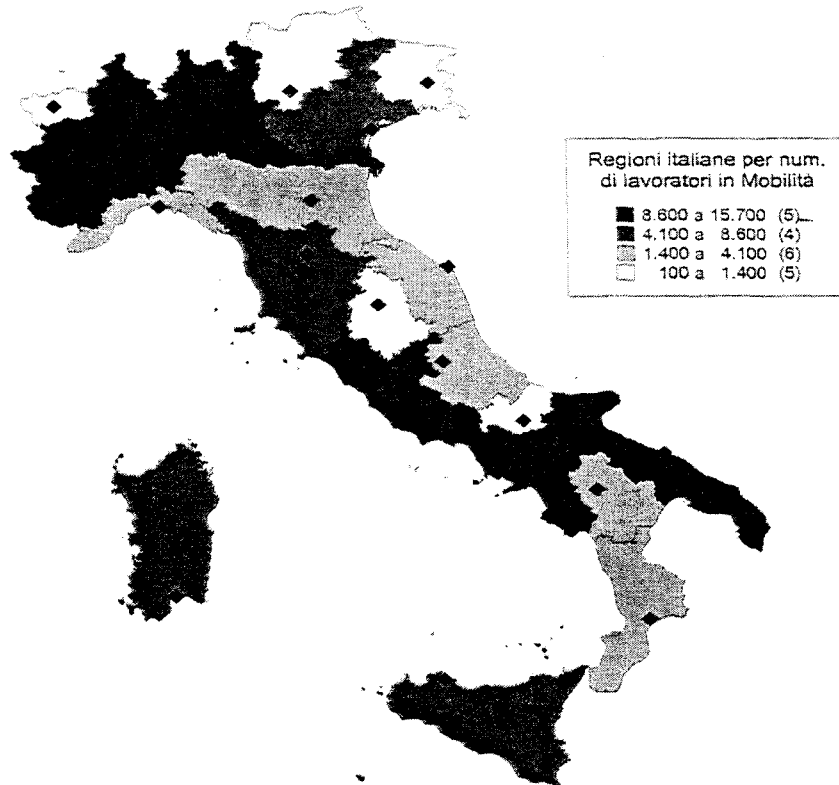 Regioni italiane per num.
di lavoratori in Mobilità
8.600 a 15.700 (5)
4.100 a 8.600 (4)
1.400 a 4.100 (6)
100 a 1.400 (5)